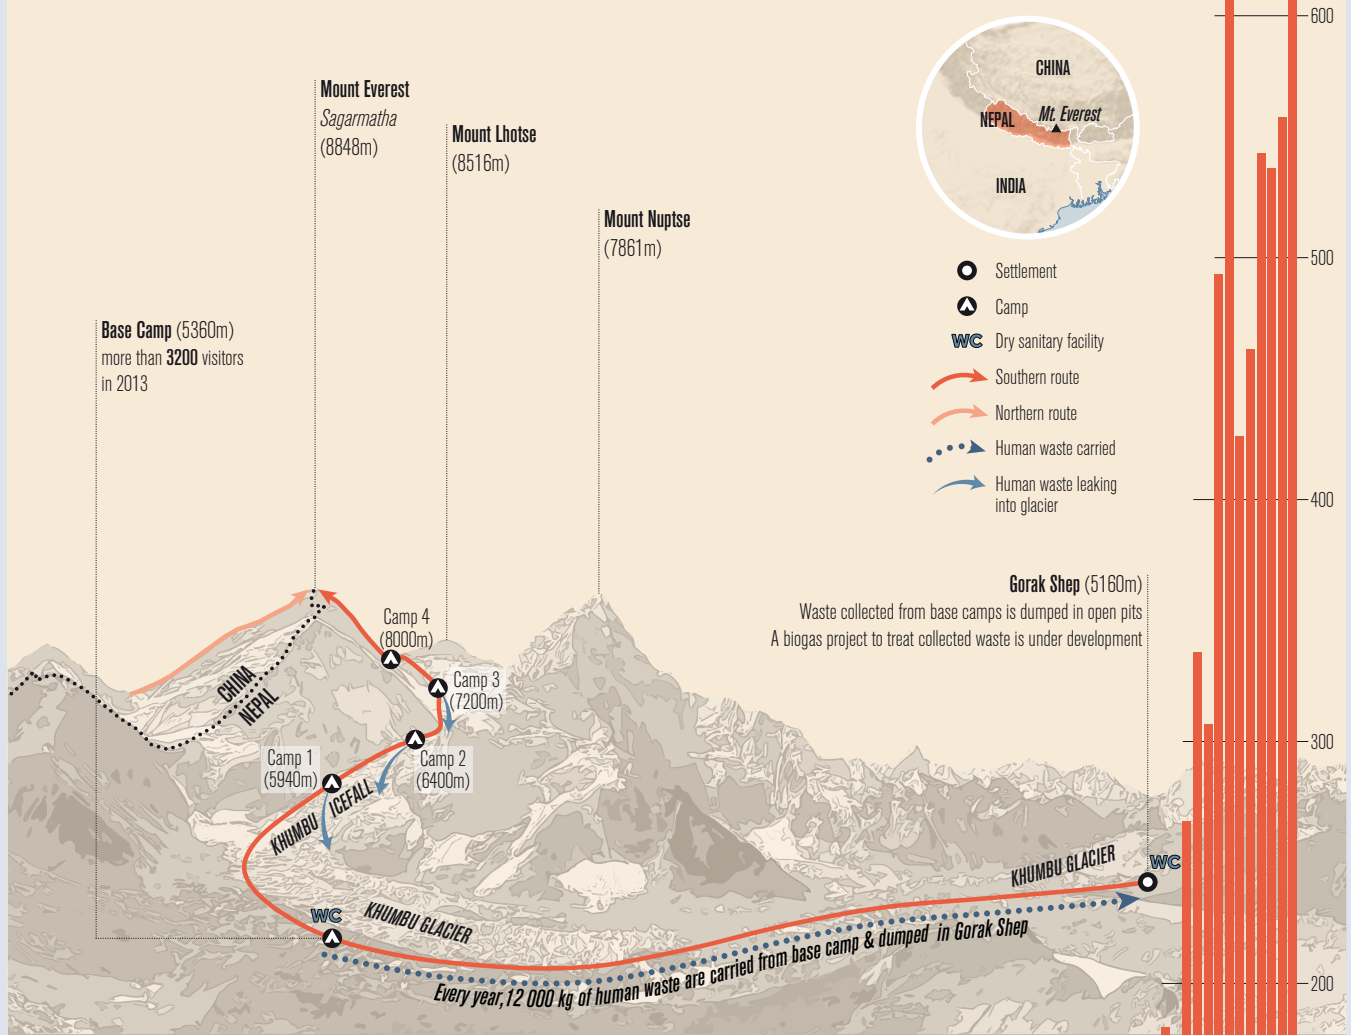 Mount Everest
Sagarmatha
(8848m)
Mount Lhotse
(8516m)
Mount Nuptse
(7861m)
Base Camp (5360m)
more than 3200 visitors
in 2013
CHINA
NEPAL
Mt. Everest
INDIA
Settlement
Camp
WC Dry sanitary facility
Southern route
Northern route
Human waste carried
Human waste leaking
into glacier
600
500
400
300
200
Gorak Shep (5160m)
Waste collected from base camps is dumped in open pits
A biogas project to treat collected waste is under development
Camp 4
(8000m)
Camp 3
(7200m)
Camp 2
(6400m)
Camp 1
(5940m)
CHINA
NEPAL
KHUMBU ICEFALL
WC
KHUMBU GLACIER
KHUMBU GLACIER
WC
Every year, 12 000 kg of human waste are carried from base camp & dumped in Gorak Shep